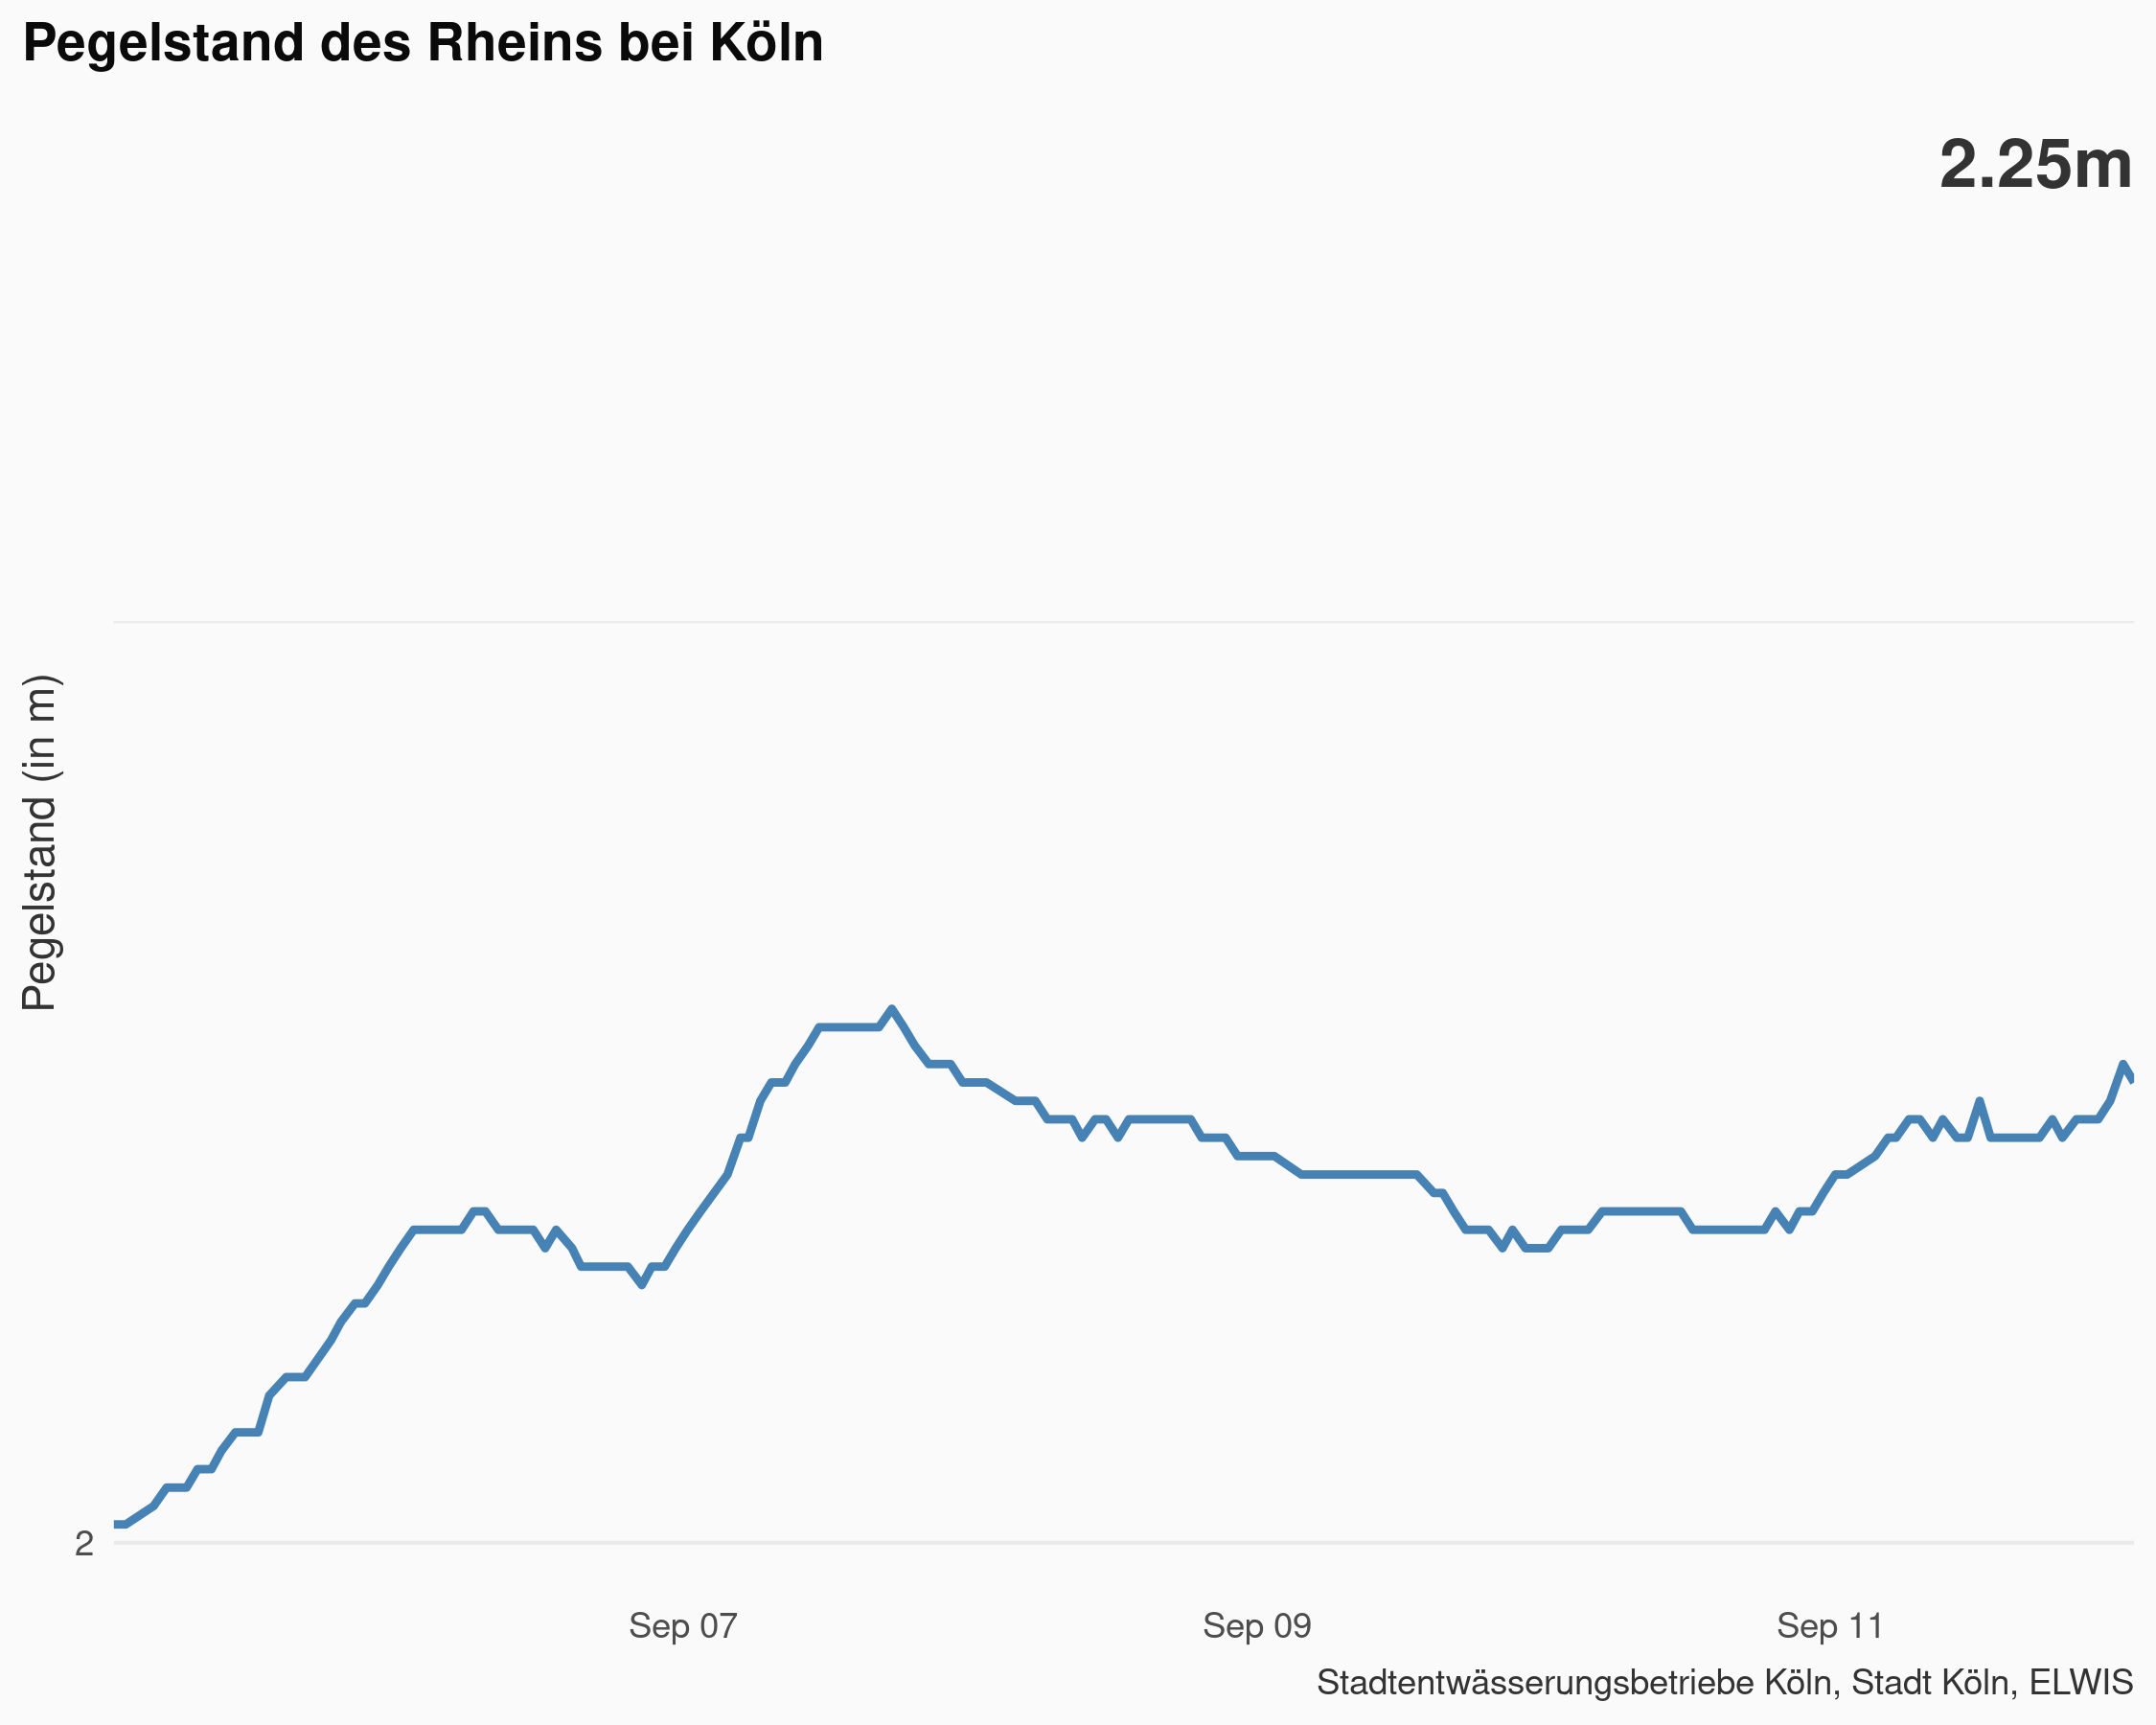 Pegelstand des Rheins bei Köln
2.25m
Pegelstand (in m)
2
Sep 07
Sep 09
Sep 11
Stadtentwässerungsbetriebe Köln, Stadt Köln, ELWIS